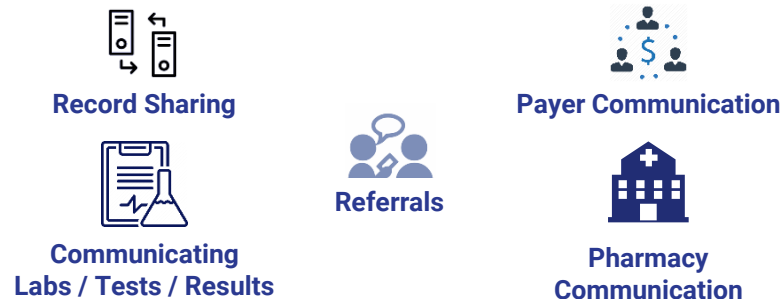 Record Sharing
Payer Communication
Referrals
Communicating
Labs / Tests / Results
Pharmacy
Communication